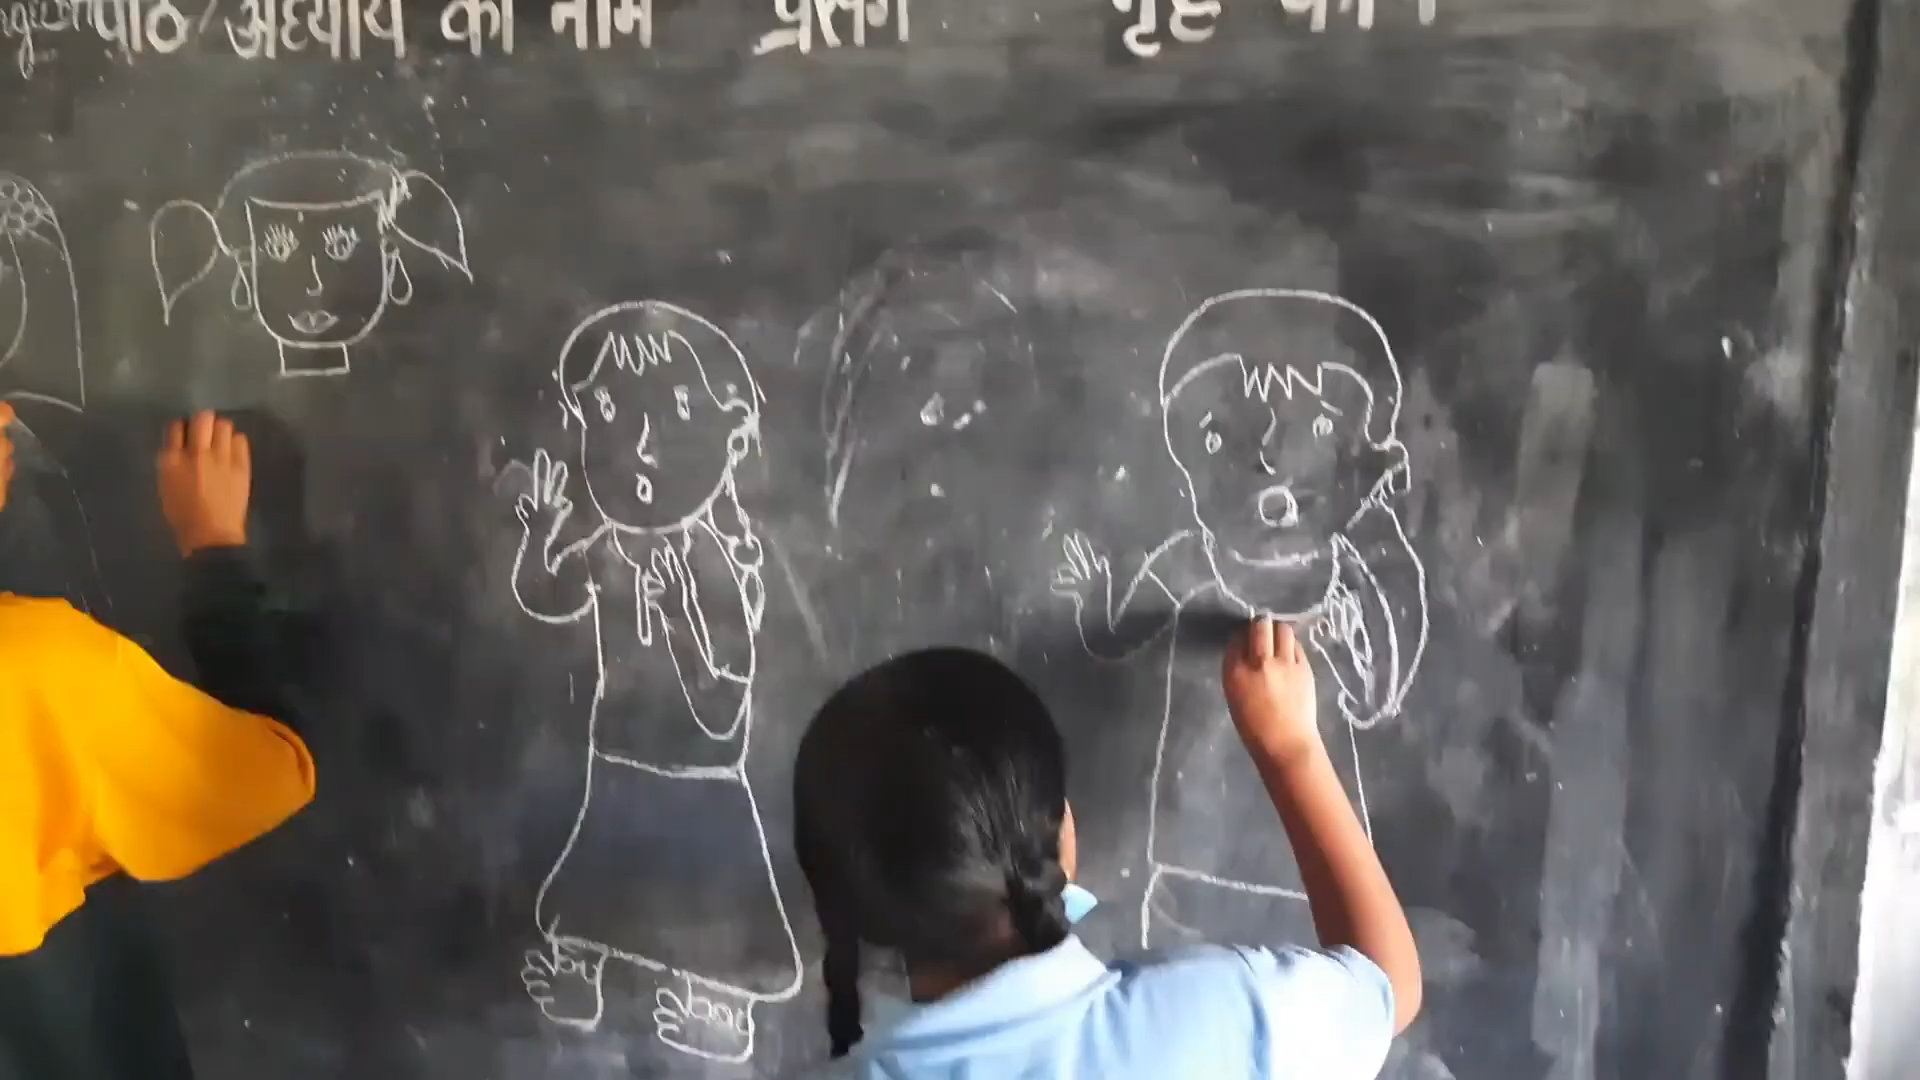 पाठ / अध्याय का नाम प्रसंग गृह कार्य